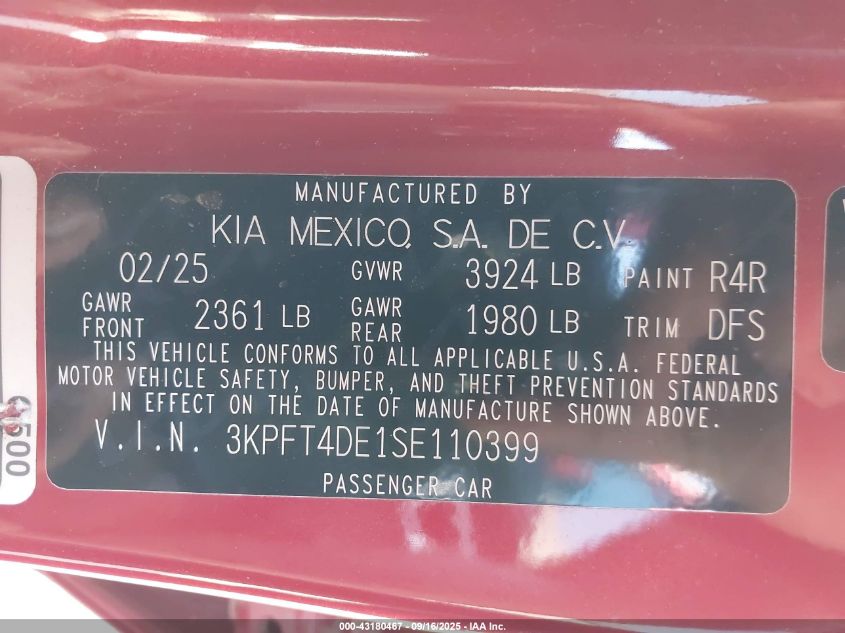 MANUFACTURED BY
KIA MEXICO, S.A. DE C.V.
02/25 GVWR 3924 LB PAINT R4R
GAWR FRONT 2361 LB GAWR REAR 1980 LB TRIM DFS
THIS VEHICLE CONFORMS TO ALL APPLICABLE U.S.A. FEDERAL
MOTOR VEHICLE SAFETY, BUMPER, AND THEFT PREVENTION STANDARDS
IN EFFECT ON THE DATE OF MANUFACTURE SHOWN ABOVE.
V.I.N. 3KPFT4DE1SE110399
PASSENGER CAR
000-43180467 - 09/16/2025 - IAA Inc.